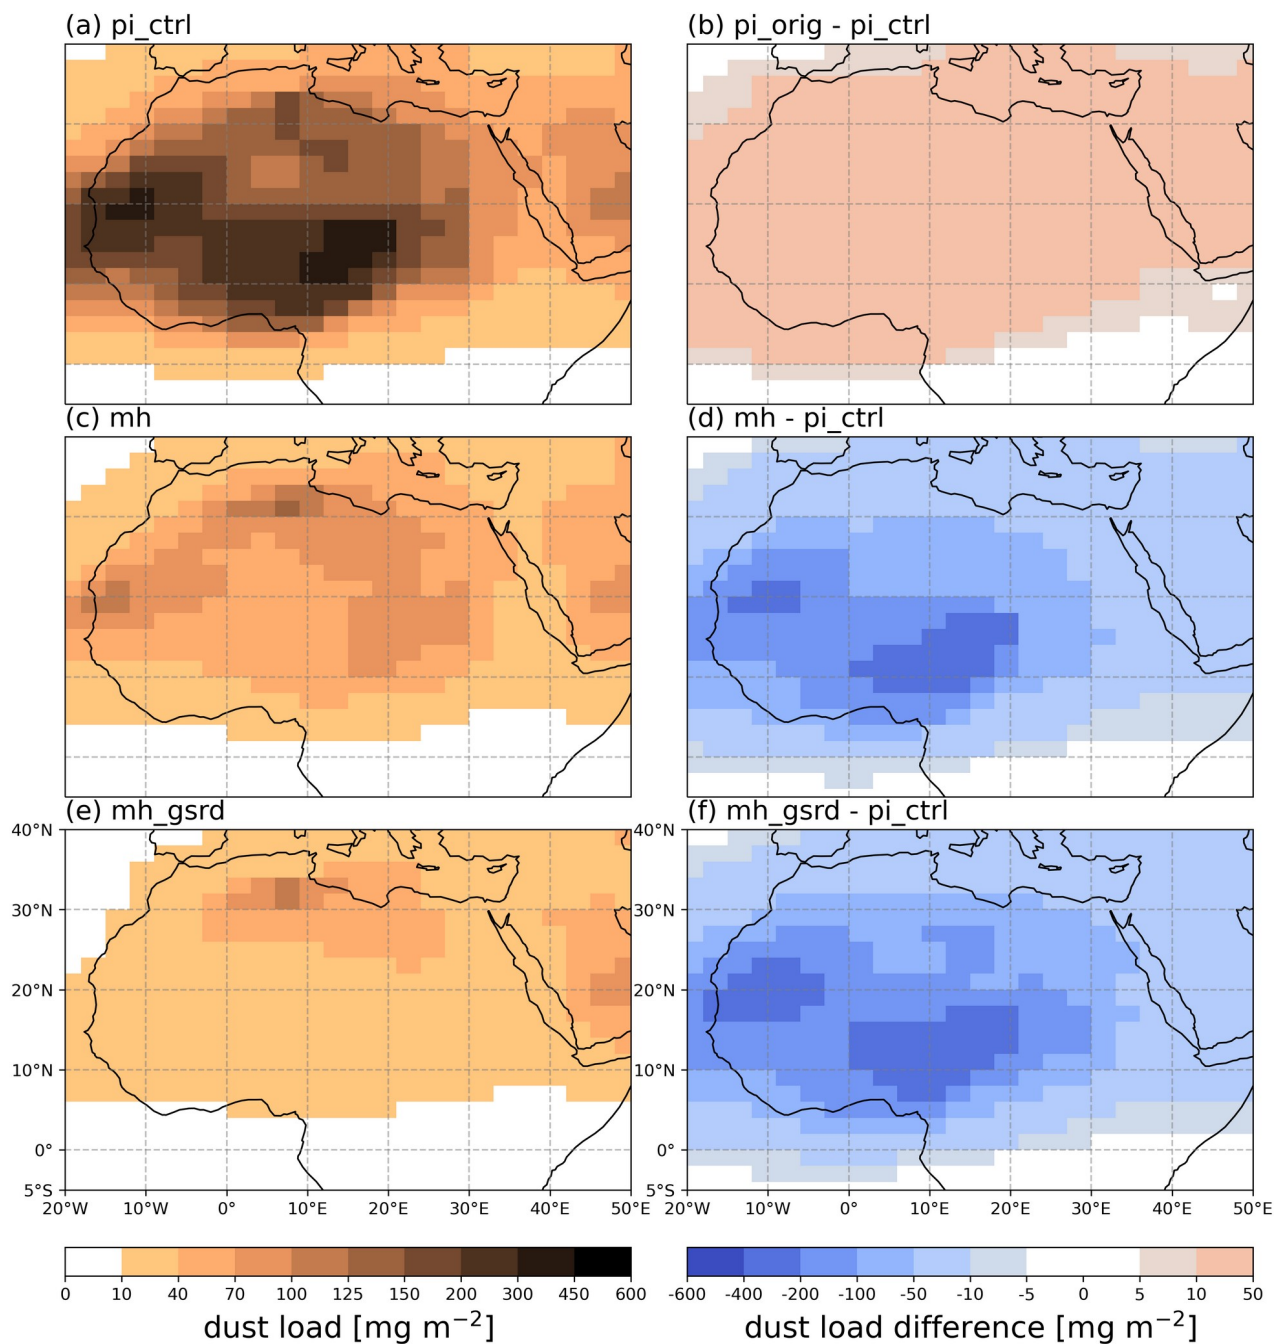 (a) pi_ctrl
(b) pi_orig - pi_ctrl
(c) mh
(d) mh - pi_ctrl
(e) mh_gsrd
(f) mh_gsrd - pi_ctrl
40°N
30°N
20°N
10°N
0°
5°S
20°W 10°W 0° 10°E 20°E 30°E 40°E 50°E
40°N
30°N
20°N
10°N
0°
5°S
20°W 10°W 0° 10°E 20°E 30°E 40°E 50°E
0 10 40 70 100 125 150 200 300 450 600
dust load [mg m⁻²]
-600 -400 -200 -100 -50 -10 -5 0 5 10 50
dust load difference [mg m⁻²]